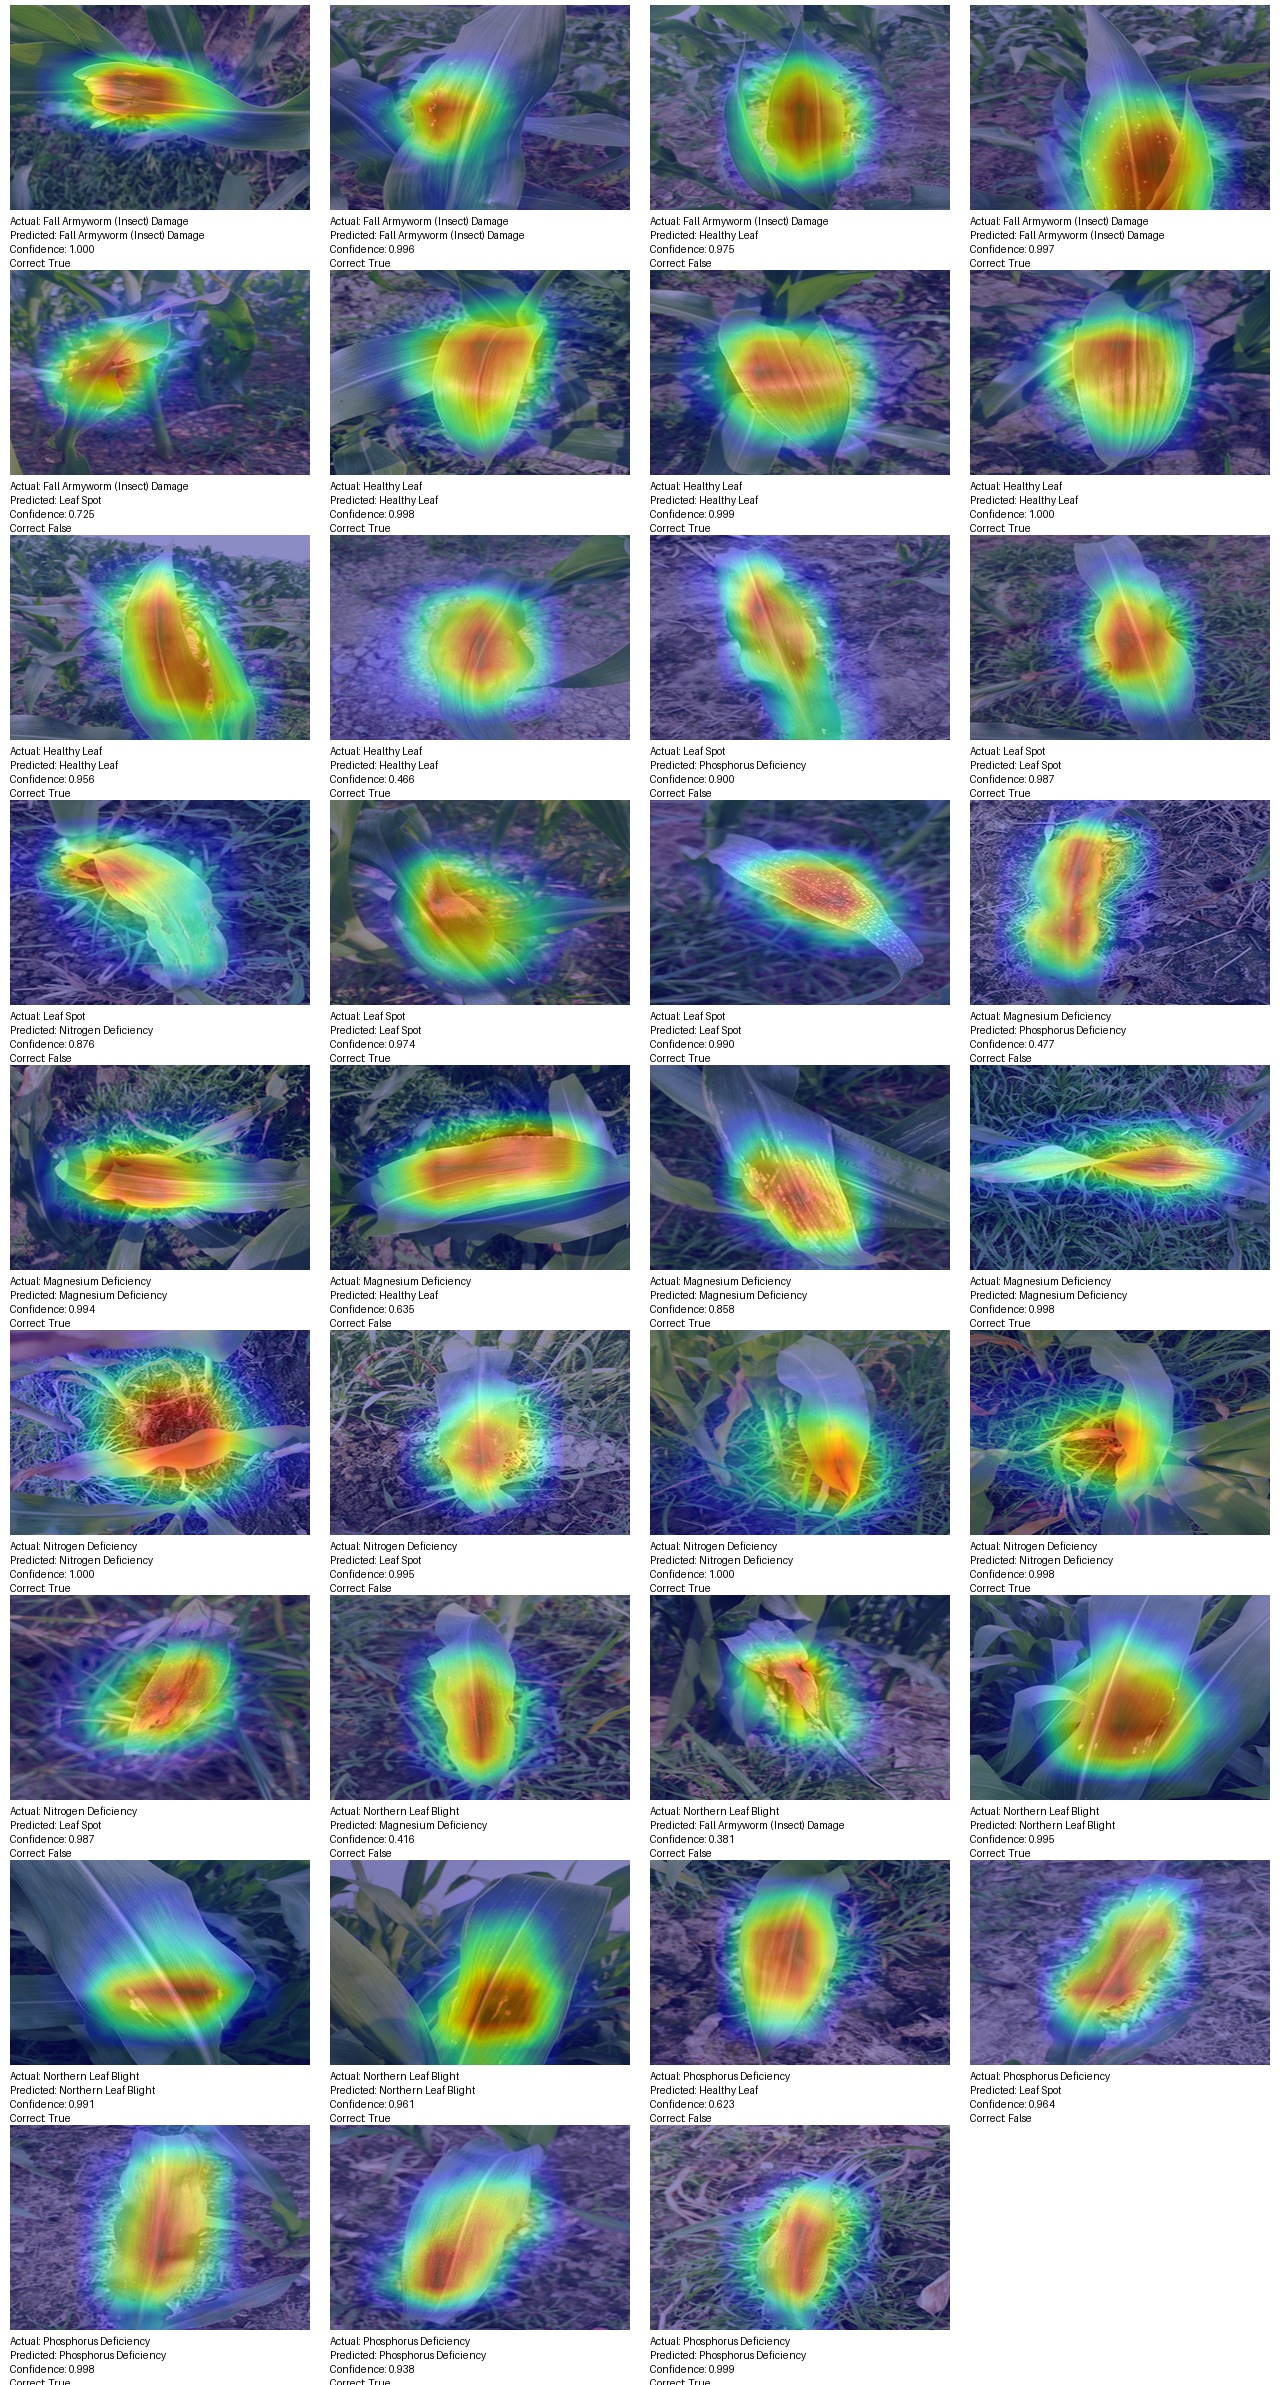 Actual: Fall Armyworm (Insect) Damage
Predicted: Fall Armyworm (Insect) Damage
Confidence: 1.000
Correct: True
Actual: Fall Armyworm (Insect) Damage
Predicted: Fall Armyworm (Insect) Damage
Confidence: 0.996
Correct: True
Actual: Fall Armyworm (Insect) Damage
Predicted: Healthy Leaf
Confidence: 0.975
Correct: False
Actual: Fall Armyworm (Insect) Damage
Predicted: Fall Armyworm (Insect) Damage
Confidence: 0.997
Correct: True
Actual: Fall Armyworm (Insect) Damage
Predicted: Leaf Spot
Confidence: 0.725
Correct: False
Actual: Healthy Leaf
Predicted: Healthy Leaf
Confidence: 0.998
Correct: True
Actual: Healthy Leaf
Predicted: Healthy Leaf
Confidence: 0.999
Correct: True
Actual: Healthy Leaf
Predicted: Healthy Leaf
Confidence: 1.000
Correct: True
Actual: Healthy Leaf
Predicted: Healthy Leaf
Confidence: 0.956
Correct: True
Actual: Healthy Leaf
Predicted: Healthy Leaf
Confidence: 0.466
Correct: True
Actual: Leaf Spot
Predicted: Phosphorus Deficiency
Confidence: 0.900
Correct: False
Actual: Leaf Spot
Predicted: Leaf Spot
Confidence: 0.987
Correct: True
Actual: Leaf Spot
Predicted: Nitrogen Deficiency
Confidence: 0.876
Correct: False
Actual: Leaf Spot
Predicted: Leaf Spot
Confidence: 0.974
Correct: True
Actual: Leaf Spot
Predicted: Leaf Spot
Confidence: 0.990
Correct: True
Actual: Magnesium Deficiency
Predicted: Phosphorus Deficiency
Confidence: 0.477
Correct: False
Actual: Magnesium Deficiency
Predicted: Magnesium Deficiency
Confidence: 0.994
Correct: True
Actual: Magnesium Deficiency
Predicted: Healthy Leaf
Confidence: 0.635
Correct: False
Actual: Magnesium Deficiency
Predicted: Magnesium Deficiency
Confidence: 0.858
Correct: True
Actual: Magnesium Deficiency
Predicted: Magnesium Deficiency
Confidence: 0.998
Correct: True
Actual: Nitrogen Deficiency
Predicted: Nitrogen Deficiency
Confidence: 1.000
Correct: True
Actual: Nitrogen Deficiency
Predicted: Leaf Spot
Confidence: 0.995
Correct: False
Actual: Nitrogen Deficiency
Predicted: Nitrogen Deficiency
Confidence: 1.000
Correct: True
Actual: Nitrogen Deficiency
Predicted: Nitrogen Deficiency
Confidence: 0.998
Correct: True
Actual: Nitrogen Deficiency
Predicted: Leaf Spot
Confidence: 0.987
Correct: False
Actual: Northern Leaf Blight
Predicted: Magnesium Deficiency
Confidence: 0.416
Correct: False
Actual: Northern Leaf Blight
Predicted: Fall Armyworm (Insect) Damage
Confidence: 0.381
Correct: False
Actual: Northern Leaf Blight
Predicted: Northern Leaf Blight
Confidence: 0.995
Correct: True
Actual: Northern Leaf Blight
Predicted: Northern Leaf Blight
Confidence: 0.991
Correct: True
Actual: Northern Leaf Blight
Predicted: Northern Leaf Blight
Confidence: 0.961
Correct: True
Actual: Phosphorus Deficiency
Predicted: Healthy Leaf
Confidence: 0.623
Correct: False
Actual: Phosphorus Deficiency
Predicted: Leaf Spot
Confidence: 0.964
Correct: False
Actual: Phosphorus Deficiency
Predicted: Phosphorus Deficiency
Confidence: 0.998
Correct: True
Actual: Phosphorus Deficiency
Predicted: Phosphorus Deficiency
Confidence: 0.938
Correct: True
Actual: Phosphorus Deficiency
Predicted: Phosphorus Deficiency
Confidence: 0.999
Correct: True